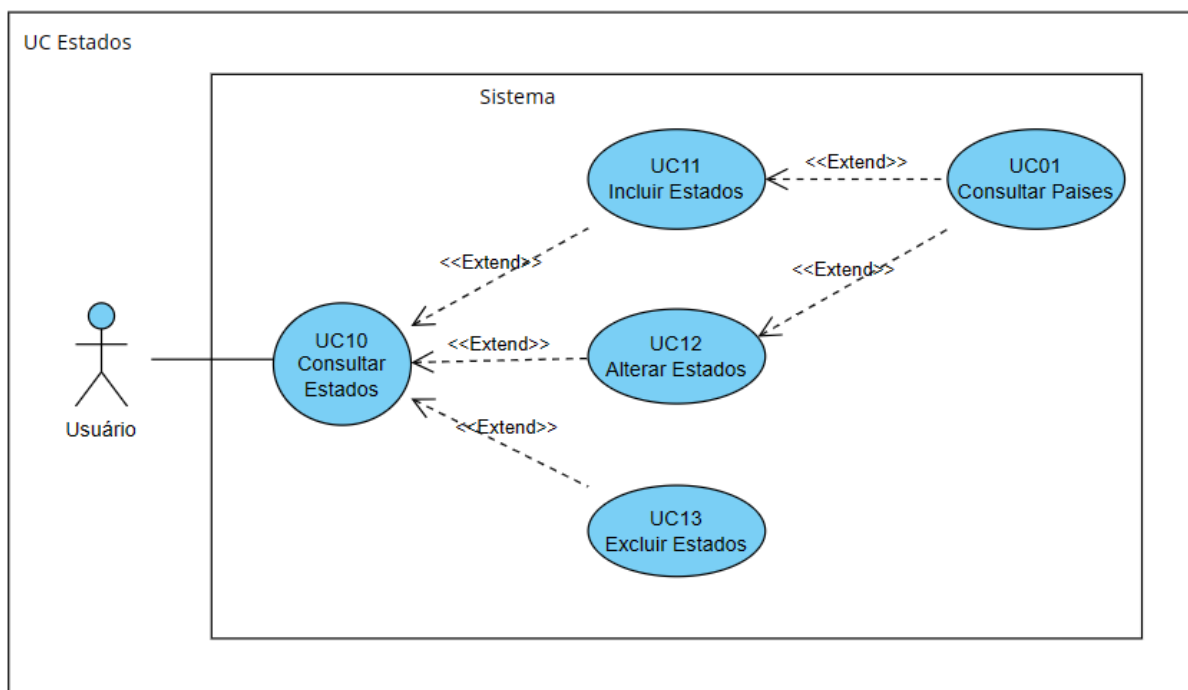 UC Estados
Sistema
UC11
Incluir Estados
<<Extend>>
UC01
Consultar Paises
<<Extend>>
<<Extend>>
UC10
Consultar
Estados
<<Extend>>
UC12
Alterar Estados
Usuário
<<Extend>>
UC13
Excluir Estados